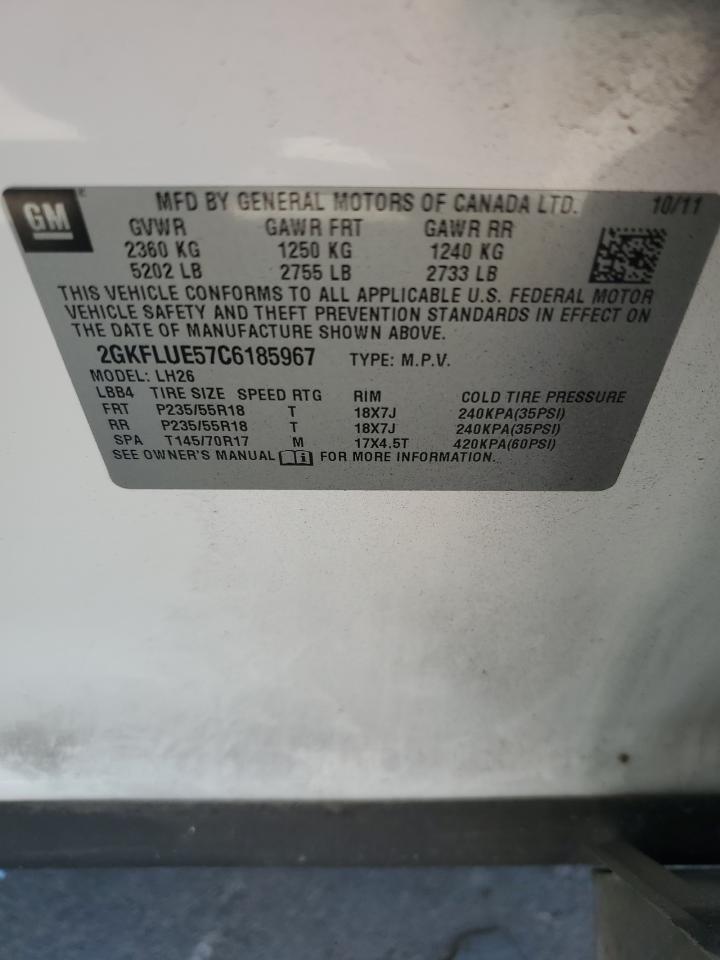 GM ® MFD BY GENERAL MOTORS OF CANADA LTD. 10/11
GVWR GAWR FRT GAWR RR
2360 KG 1250 KG 1240 KG
5202 LB 2755 LB 2733 LB
THIS VEHICLE CONFORMS TO ALL APPLICABLE U.S. FEDERAL MOTOR
VEHICLE SAFETY AND THEFT PREVENTION STANDARDS IN EFFECT ON
THE DATE OF MANUFACTURE SHOWN ABOVE.
2GKFLUE57C6185967 TYPE: M.P.V.
MODEL: LH26
LBB4 TIRE SIZE SPEED RTG RIM COLD TIRE PRESSURE
FRT P235/55R18 T 18X7J 240KPA(35PSI)
RR P235/55R18 T 18X7J 240KPA(35PSI)
SPA T145/70R17 M 17X4.5T 420KPA(60PSI)
SEE OWNER'S MANUAL FOR MORE INFORMATION.